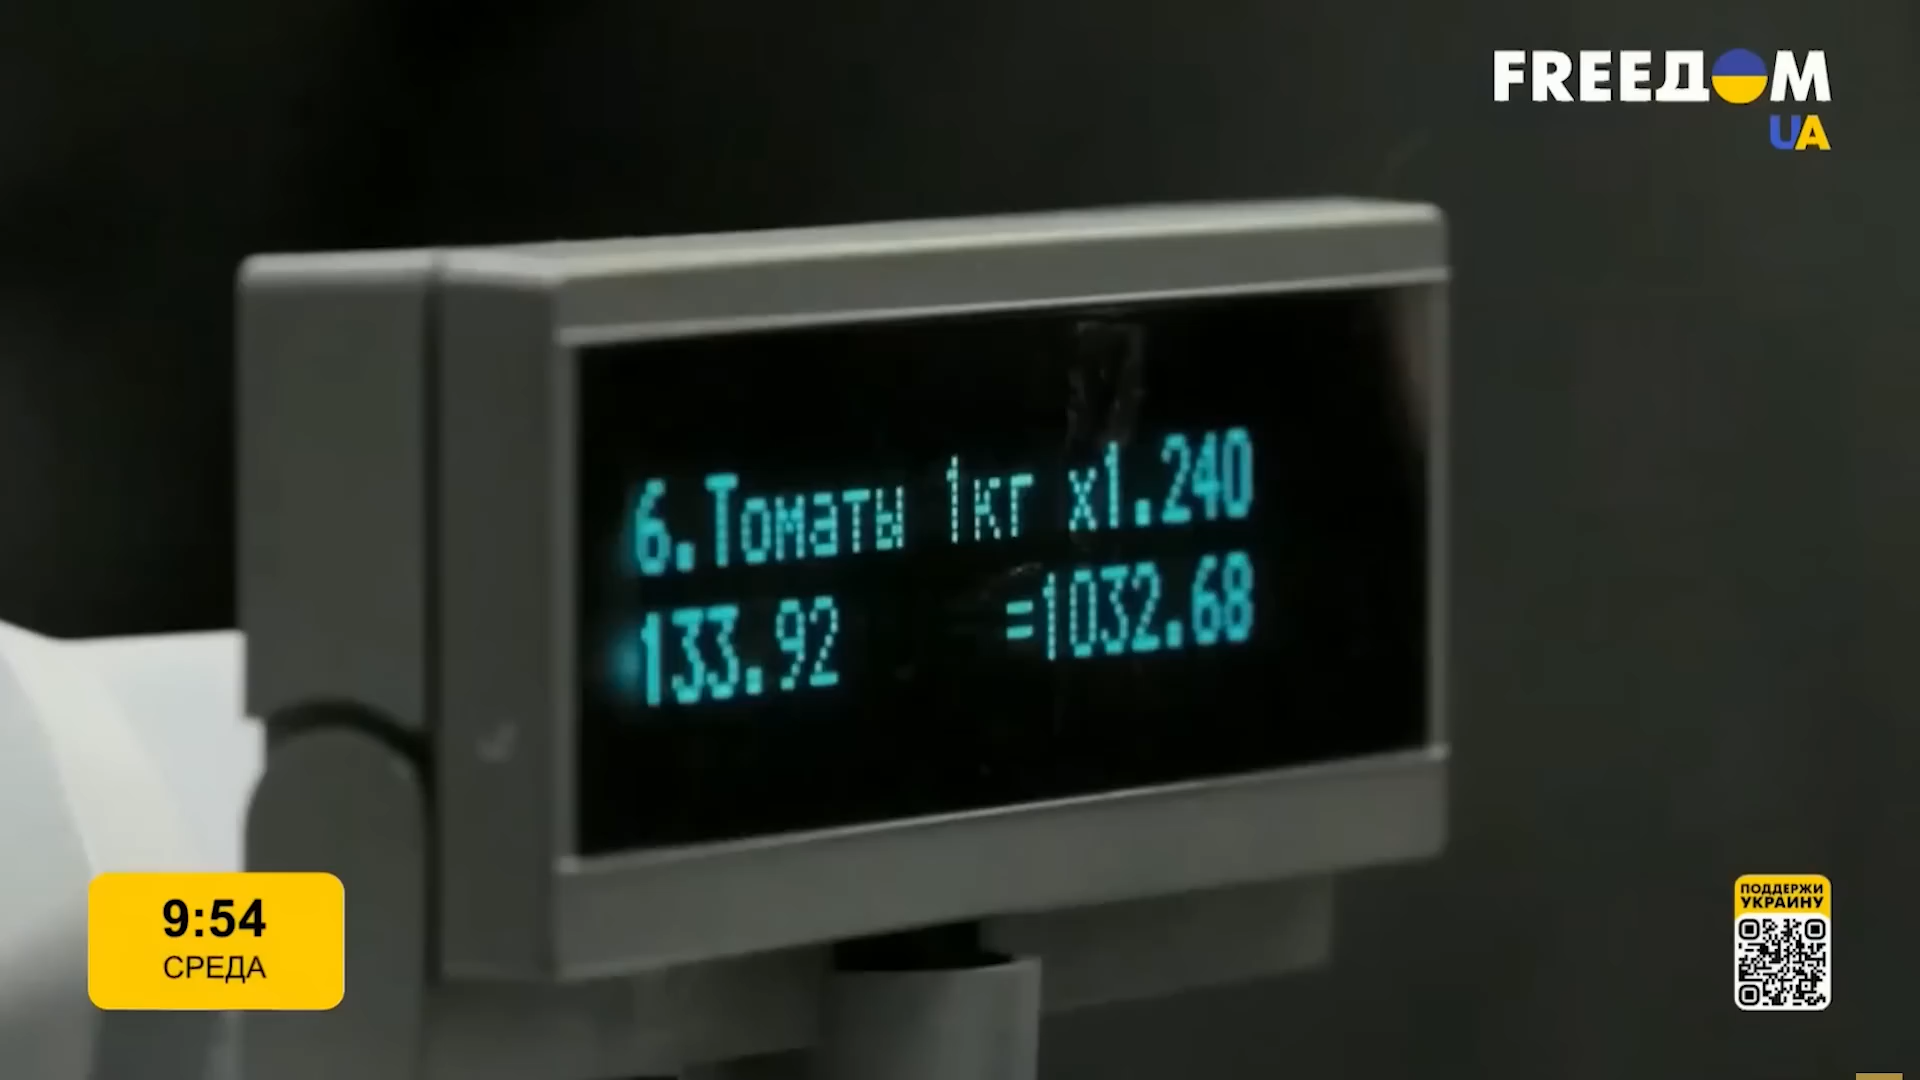 FREEДOM
UA
6.Томаты 1кг x1.240
133.92 =1032.68
9:54
СРЕДА
ПОДДЕРЖИ
УКРАИНУ